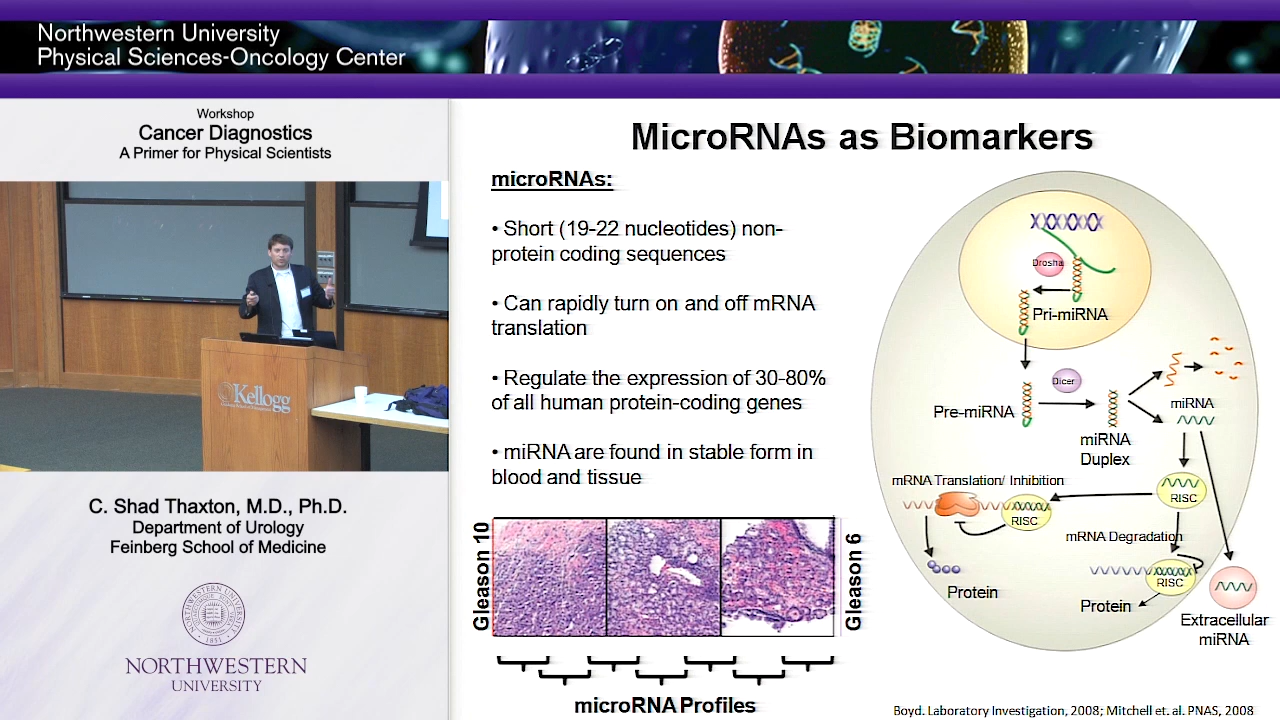 Northwestern University
Physical Sciences-Oncology Center
Workshop
Cancer Diagnostics
A Primer for Physical Scientists
Kellogg
C. Shad Thaxton, M.D., Ph.D.
Department of Urology
Feinberg School of Medicine
NORTHWESTERN UNIVERSITY
1851
NORTHWESTERN
UNIVERSITY
MicroRNAs as Biomarkers
microRNAs:
• Short (19-22 nucleotides) non-
protein coding sequences
• Can rapidly turn on and off mRNA
translation
• Regulate the expression of 30-80%
of all human protein-coding genes
• miRNA are found in stable form in
blood and tissue
Gleason 10
Gleason 6
microRNA Profiles
Drosha
Pri-miRNA
Dicer
Pre-miRNA
miRNA
miRNA
Duplex
mRNA Translation/ Inhibition
RISC
RISC
mRNA Degradation
RISC
Protein
Protein
Extracellular
miRNA
Boyd. Laboratory Investigation, 2008; Mitchell et. al. PNAS, 2008